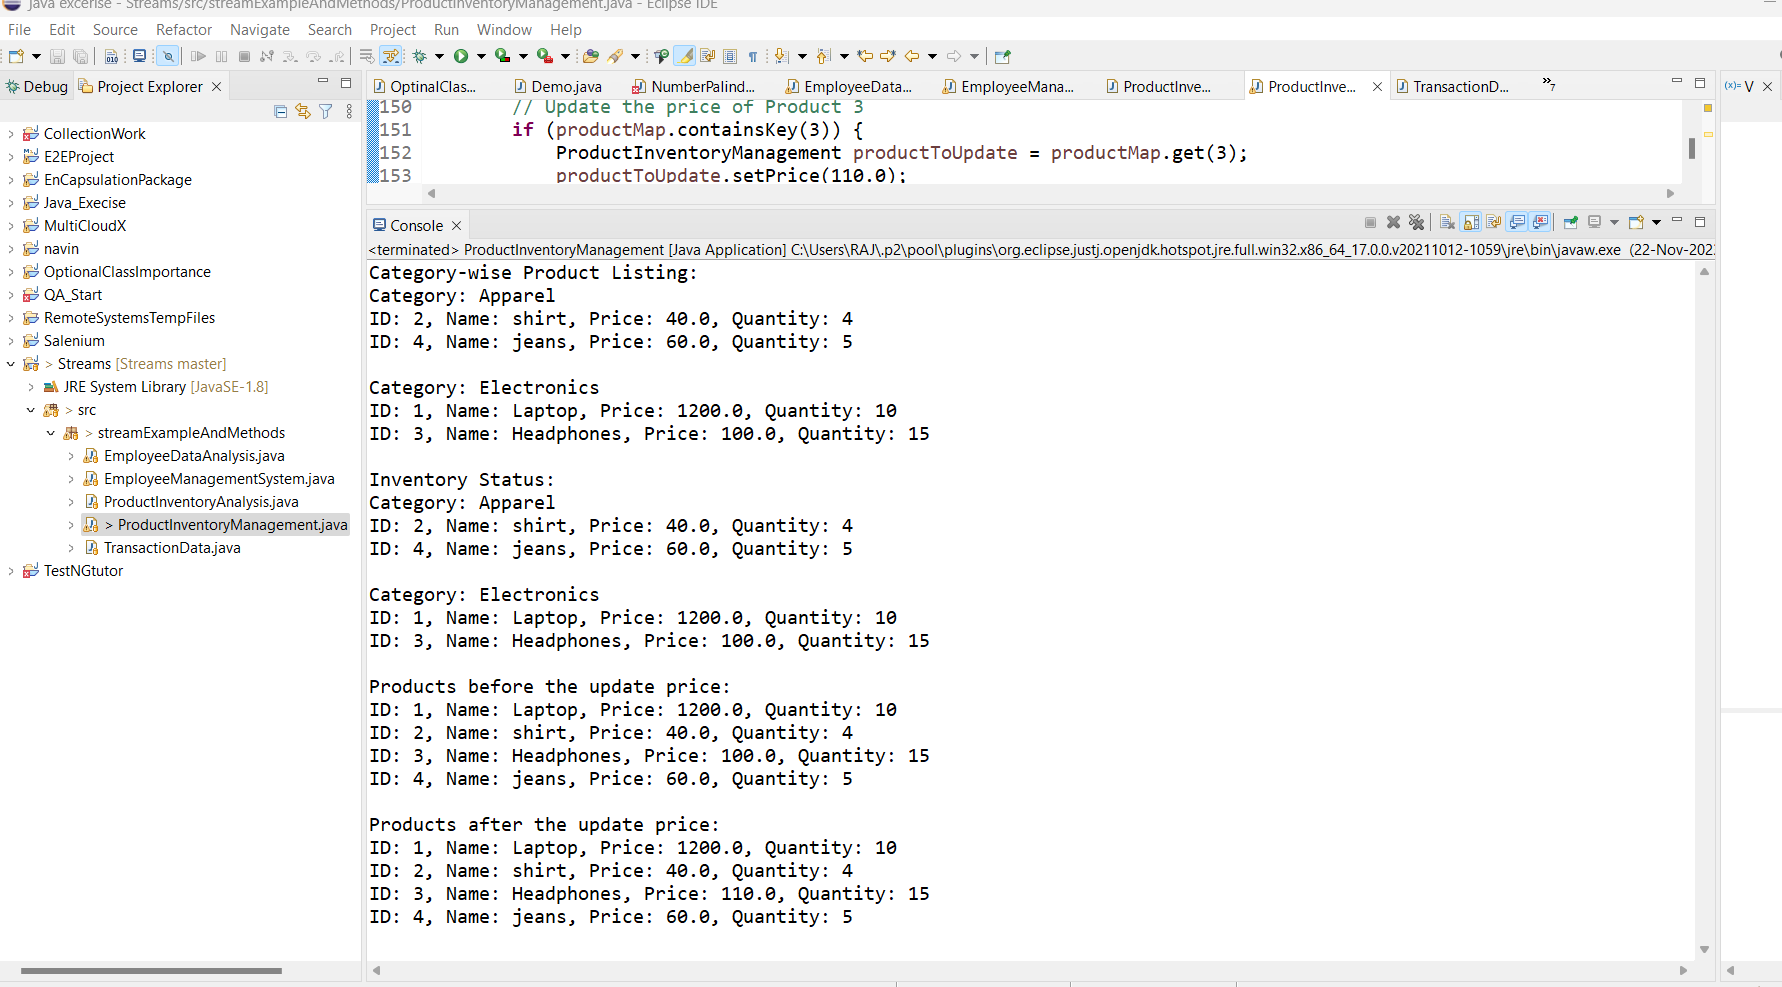 Java excerise - Streams/src/streamExampleAndMethods/ProductInventoryManagement.java - Eclipse IDE
File Edit Source Refactor Navigate Search Project Run Window Help
Debug Project Explorer
OptinalClas... Demo.java NumberPalind... EmployeeData... EmployeeMana... ProductInve... ProductInve... TransactionD... »7
(x)= V
150 // Update the price of Product 3
151 if (productMap.containsKey(3)) {
152 ProductInventoryManagement productToUpdate = productMap.get(3);
153 productToUpdate.setPrice(110.0);
CollectionWork
E2EProject
EnCapsulationPackage
Java_Execise
MultiCloudX
navin
OptionalClassImportance
QA_Start
RemoteSystemsTempFiles
Salenium
> Streams [Streams master]
JRE System Library [JavaSE-1.8]
> src
> streamExampleAndMethods
EmployeeDataAnalysis.java
EmployeeManagementSystem.java
ProductInventoryAnalysis.java
> ProductInventoryManagement.java
TransactionData.java
TestNGtutor
Console
<terminated> ProductInventoryManagement [Java Application] C:\Users\RAJ\.p2\pool\plugins\org.eclipse.justj.openjdk.hotspot.jre.full.win32.x86_64_17.0.0.v20211012-1059\jre\bin\javaw.exe (22-Nov-202
Category-wise Product Listing:
Category: Apparel
ID: 2, Name: shirt, Price: 40.0, Quantity: 4
ID: 4, Name: jeans, Price: 60.0, Quantity: 5
Category: Electronics
ID: 1, Name: Laptop, Price: 1200.0, Quantity: 10
ID: 3, Name: Headphones, Price: 100.0, Quantity: 15
Inventory Status:
Category: Apparel
ID: 2, Name: shirt, Price: 40.0, Quantity: 4
ID: 4, Name: jeans, Price: 60.0, Quantity: 5
Category: Electronics
ID: 1, Name: Laptop, Price: 1200.0, Quantity: 10
ID: 3, Name: Headphones, Price: 100.0, Quantity: 15
Products before the update price:
ID: 1, Name: Laptop, Price: 1200.0, Quantity: 10
ID: 2, Name: shirt, Price: 40.0, Quantity: 4
ID: 3, Name: Headphones, Price: 100.0, Quantity: 15
ID: 4, Name: jeans, Price: 60.0, Quantity: 5
Products after the update price:
ID: 1, Name: Laptop, Price: 1200.0, Quantity: 10
ID: 2, Name: shirt, Price: 40.0, Quantity: 4
ID: 3, Name: Headphones, Price: 110.0, Quantity: 15
ID: 4, Name: jeans, Price: 60.0, Quantity: 5